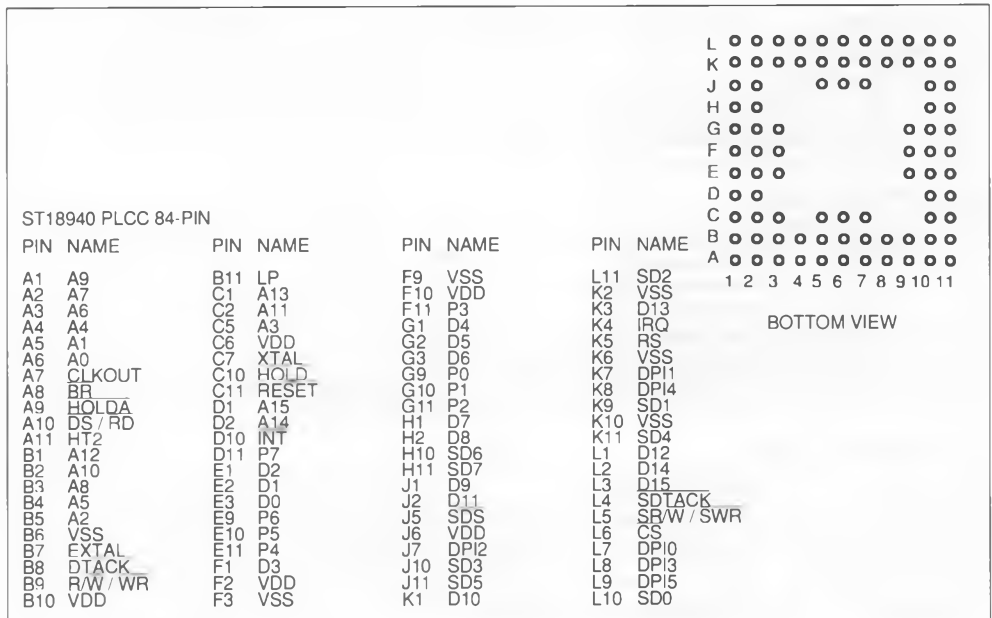 L
K
J
H
G
F
E
D
C
B
A
1 2 3 4 5 6 7 8 9 10 11
BOTTOM VIEW
ST18940 PLCC 84-PIN
PIN NAME PIN NAME PIN NAME PIN NAME
A1 A9 B11 LP F9 VSS L11 SD2
A2 A7 C1 A13 F10 VDD K2 VSS
A3 A6 C2 A11 F11 P3 K3 D13
A4 A4 C5 A3 G1 D4 K4 IRQ
A5 A1 C6 VDD G2 D5 K5 RS
A6 A0 C7 XTAL G3 D6 K6 VSS
A7 CLKOUT C10 HOLD G9 P0 K7 DPI1
A8 BR C11 RESET G10 P1 K8 DPI4
A9 HOLDA D1 A15 G11 P2 K9 SD1
A10 DS / RD D2 A14 H1 D7 K10 VSS
A11 HT2 D10 INT H2 D8 K11 SD4
B1 A12 D11 P7 H10 SD6 L1 D12
B2 A10 E1 D2 H11 SD7 L2 D14
B3 A8 E2 D1 J1 D9 L3 D15
B4 A5 E3 D0 J2 D11 L4 SDTACK
B5 A2 E9 P6 J5 SDS L5 SR/W / SWR
B6 VSS E10 P5 J6 VDD L6 CS
B7 EXTAL E11 P4 J7 DPI2 L7 DPI0
B8 DTACK F1 D3 J10 SD3 L8 DPI3
B9 R/W / WR F2 VDD J11 SD5 L9 DPI5
B10 VDD F3 VSS K1 D10 L10 SD0